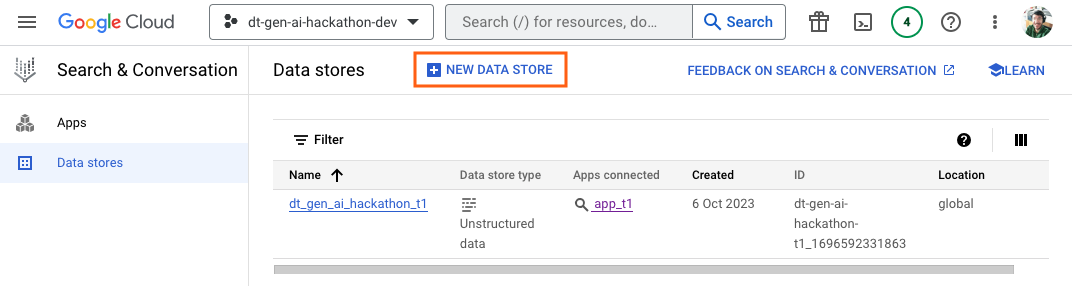 Google Cloud
dt-gen-ai-hackathon-dev
Search (/) for resources, do...
Search
4
Search & Conversation
Data stores
NEW DATA STORE
FEEDBACK ON SEARCH & CONVERSATION
LEARN
Apps
Data stores
Filter
Name Data store type Apps connected Created ID Location
dt_gen_ai_hackathon_t1 Unstructured app_t1 6 Oct 2023 dt-gen-ai- global
data hackathon-
t1_1696592331863